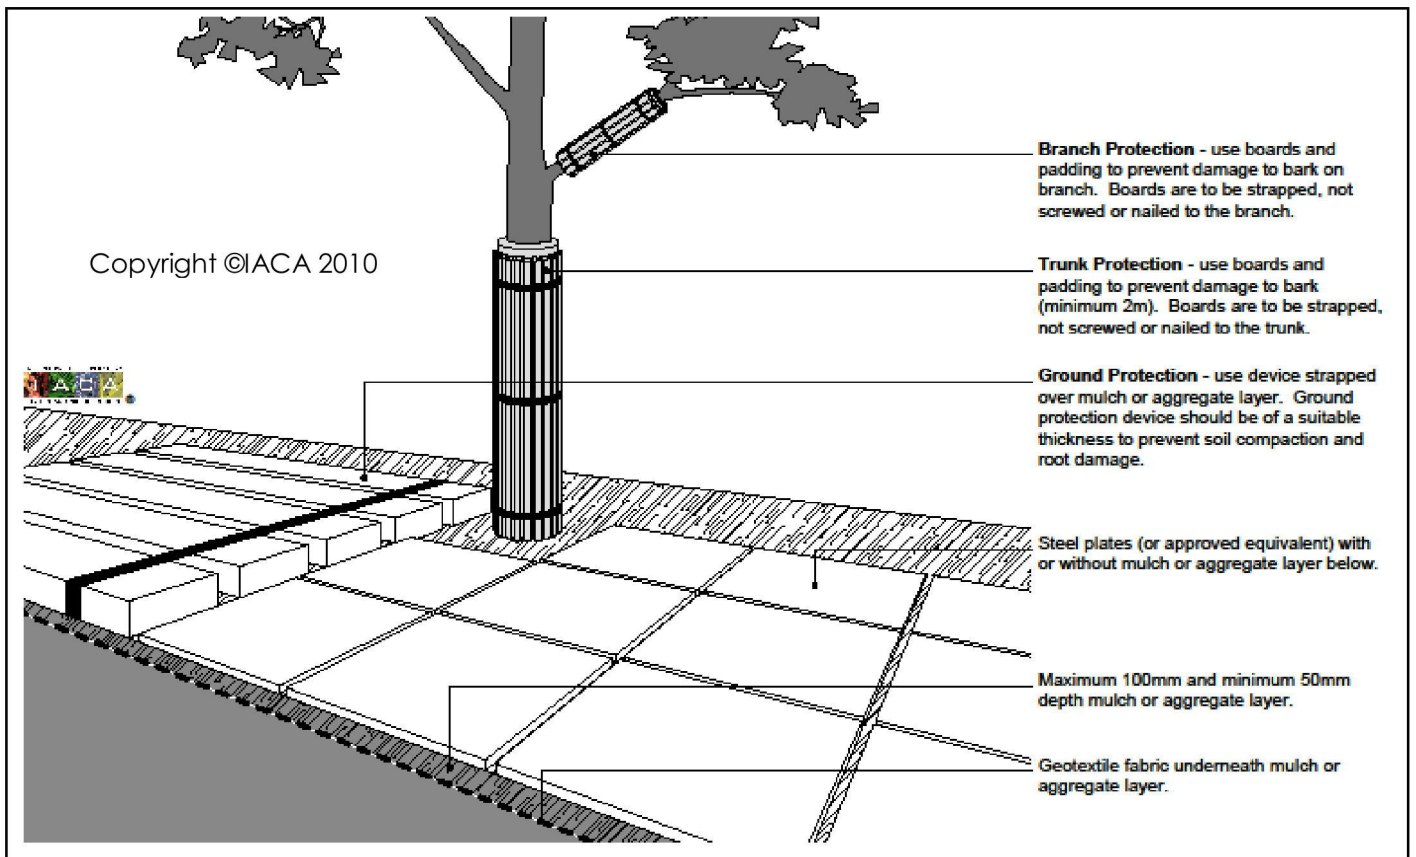 Branch Protection - use boards and
padding to prevent damage to bark on
branch. Boards are to be strapped, not
screwed or nailed to the branch.
Copyright ©IACA 2010
Trunk Protection - use boards and
padding to prevent damage to bark
(minimum 2m). Boards are to be strapped,
not screwed or nailed to the trunk.
IACA
®
Ground Protection - use device strapped
over mulch or aggregate layer. Ground
protection device should be of a suitable
thickness to prevent soil compaction and
root damage.
Steel plates (or approved equivalent) with
or without mulch or aggregate layer below.
Maximum 100mm and minimum 50mm
depth mulch or aggregate layer.
Geotextile fabric underneath mulch or
aggregate layer.